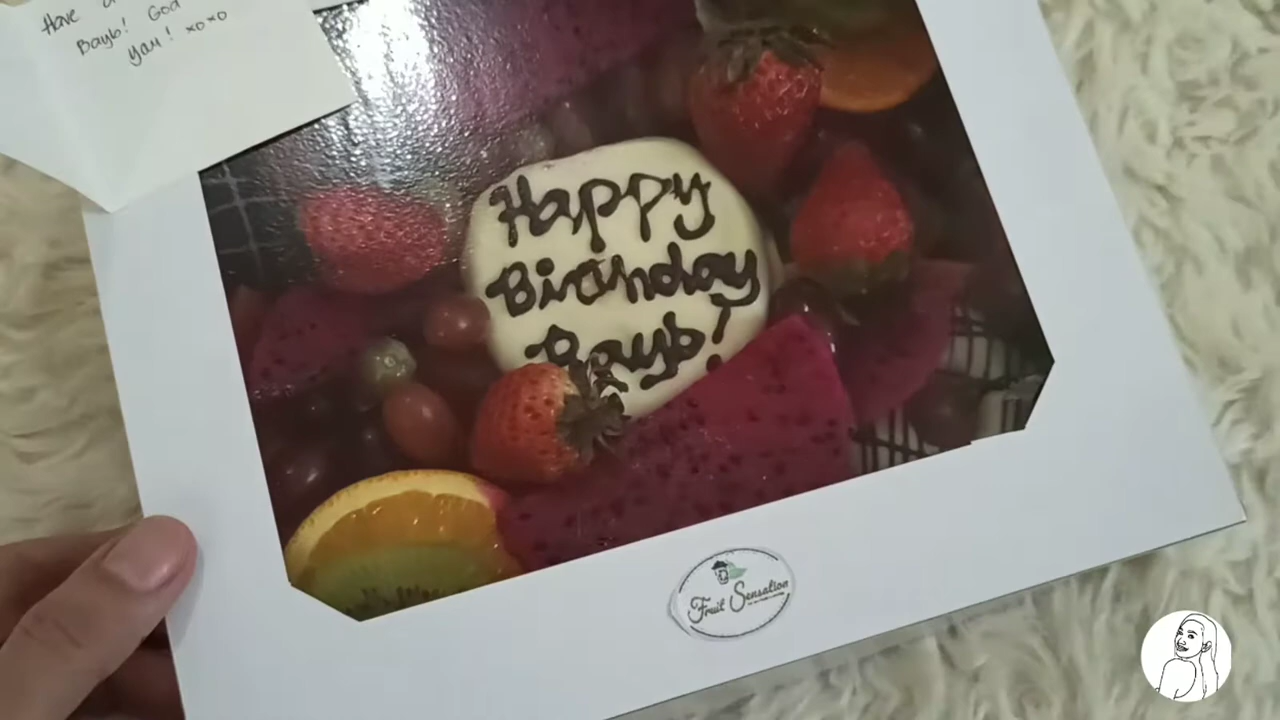 Have a
Bayb! God
you! xoxo
Happy
Birthday
Bayb!
Fruit Sensation